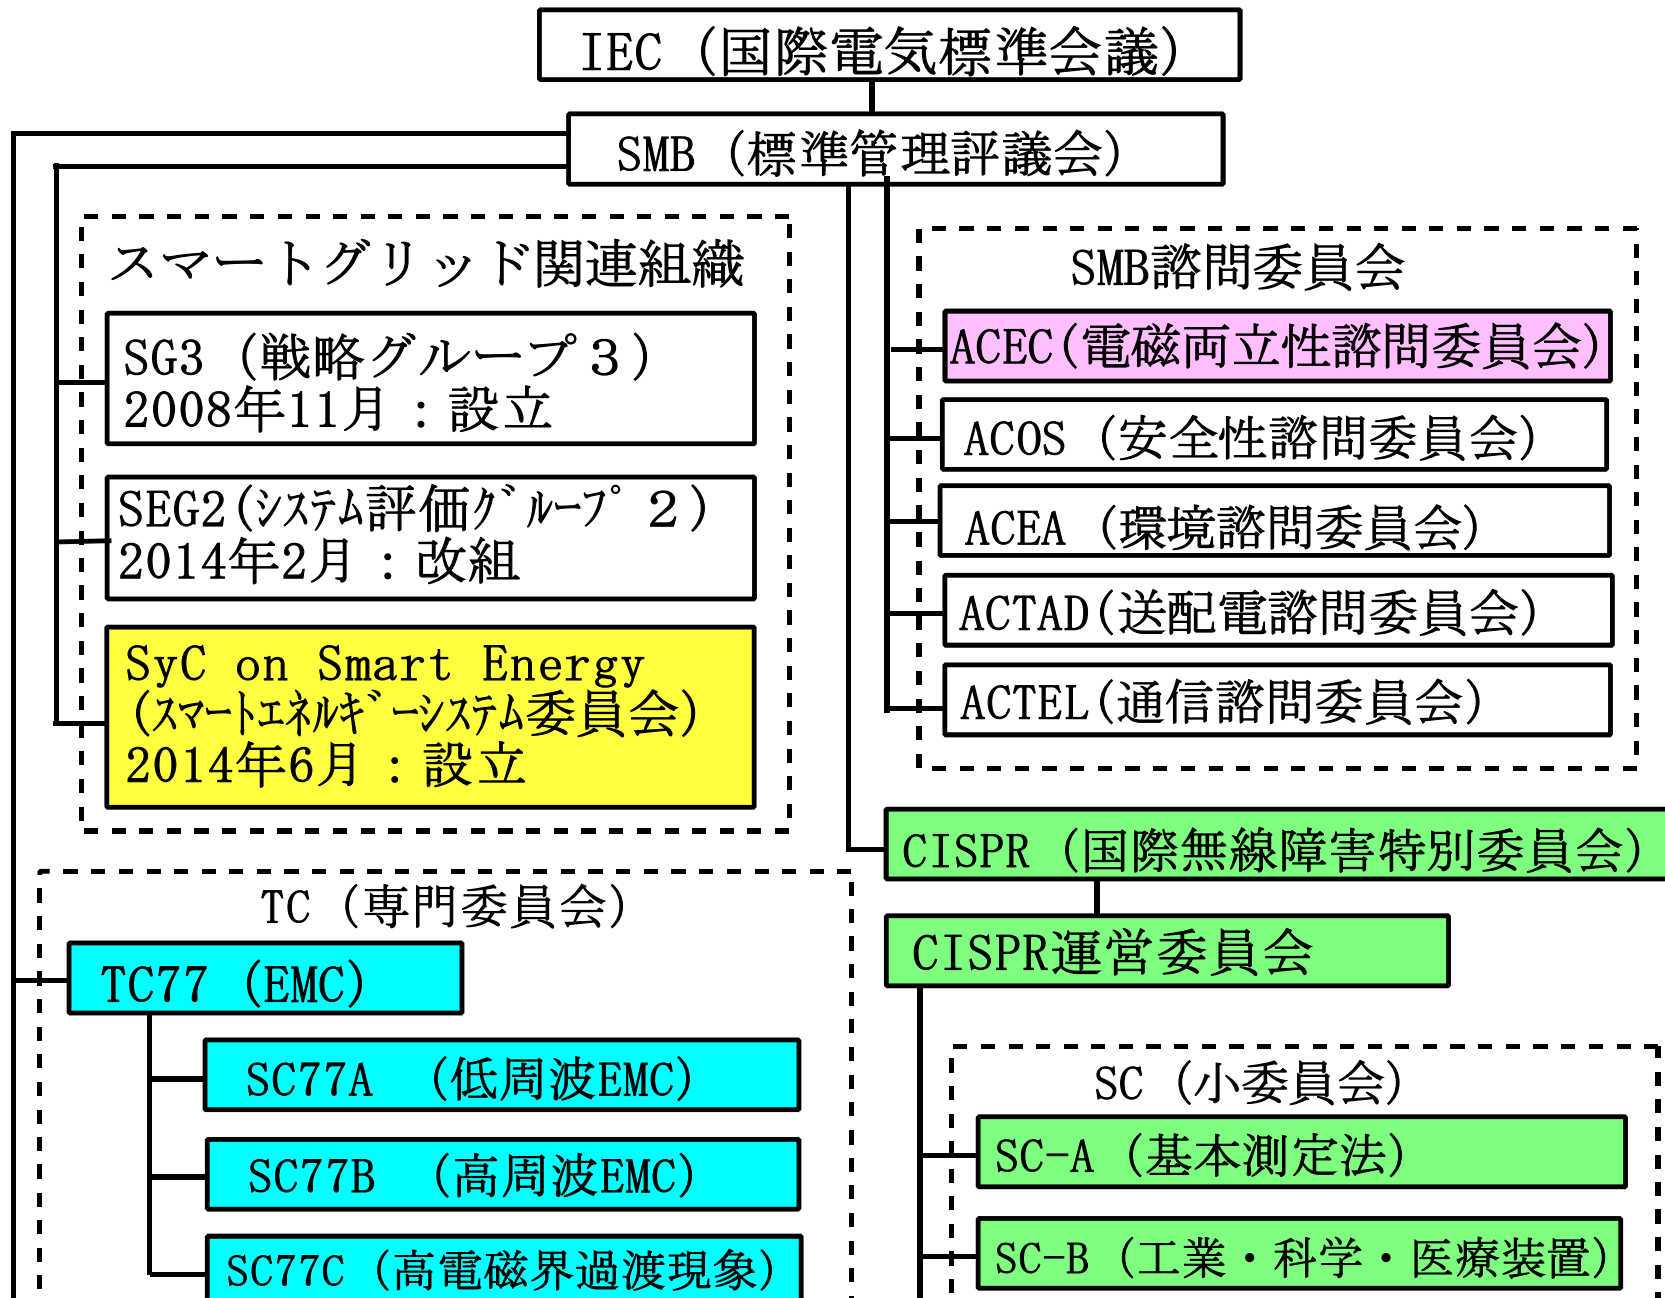 IEC（国際電気標準会議）
SMB（標準管理評議会）
スマートグリッド関連組織
SG3（戦略グループ３）
2008年11月：設立
SEG2(ｼｽﾃﾑ評価ｸﾞﾙｰﾌﾟ２)
2014年2月：改組
SyC on Smart Energy
(ｽﾏｰﾄｴﾈﾙｷﾞｰｼｽﾃﾑ委員会)
2014年6月：設立
SMB諮問委員会
ACEC(電磁両立性諮問委員会)
ACOS（安全性諮問委員会）
ACEA（環境諮問委員会）
ACTAD(送配電諮問委員会)
ACTEL(通信諮問委員会)
CISPR（国際無線障害特別委員会）
CISPR運営委員会
SC（小委員会）
SC-A（基本測定法）
SC-B（工業・科学・医療装置）
TC（専門委員会）
TC77（EMC）
SC77A （低周波EMC）
SC77B （高周波EMC）
SC77C（高電磁界過渡現象）